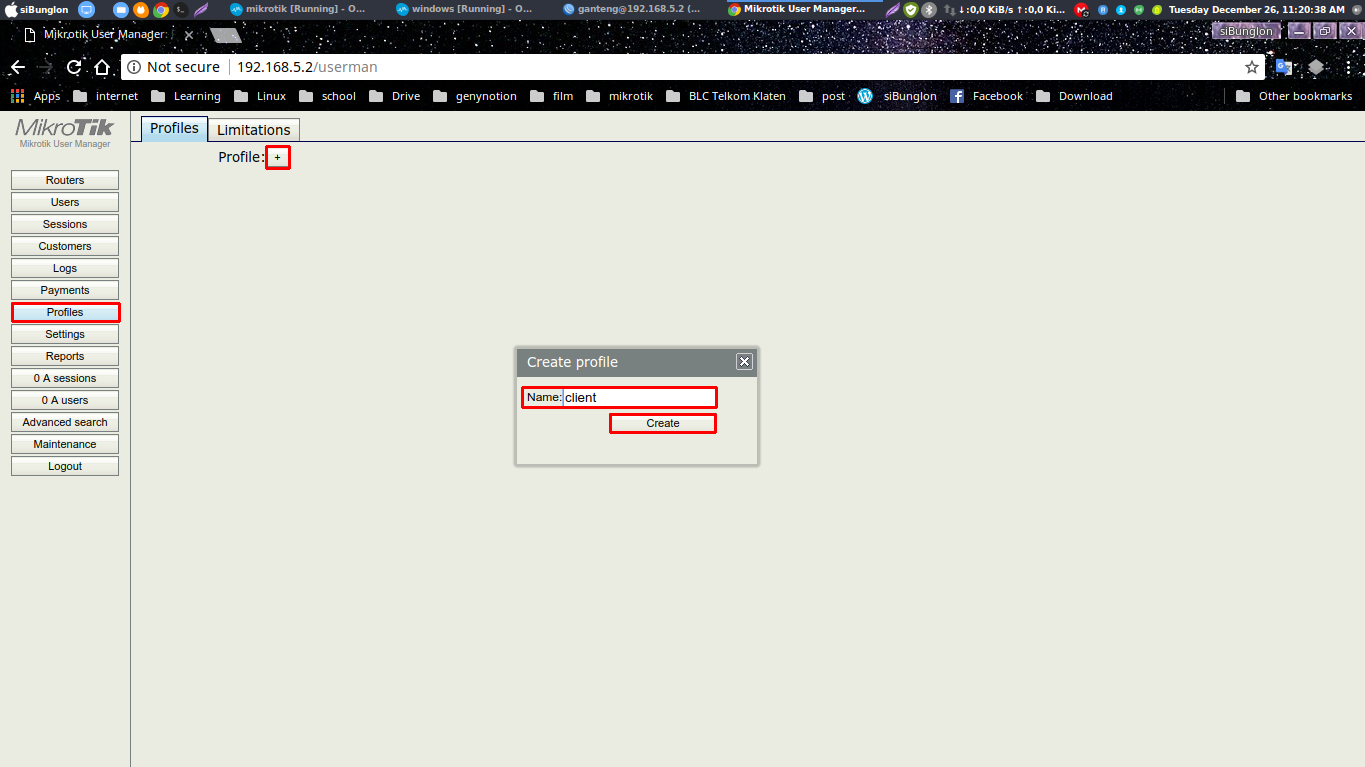 siBunglon
mikrotik [Running] - O...
windows [Running] - O...
ganteng@192.168.5.2 (...
Mikrotik User Manager...
↓:0,0 KiB/s ↑:0,0 Ki...
Tuesday December 26, 11:20:38 AM
Mikrotik User Manager:
siBunglon
Not secure
192.168.5.2/userman
Apps
internet
Learning
Linux
school
Drive
genynotion
film
mikrotik
BLC Telkom Klaten
post
siBunglon
Facebook
Download
Other bookmarks
MikroTik
Mikrotik User Manager
Routers
Users
Sessions
Customers
Logs
Payments
Profiles
Settings
Reports
0 A sessions
0 A users
Advanced search
Maintenance
Logout
Profiles
Limitations
Profile: +
Create profile
Name: client
Create